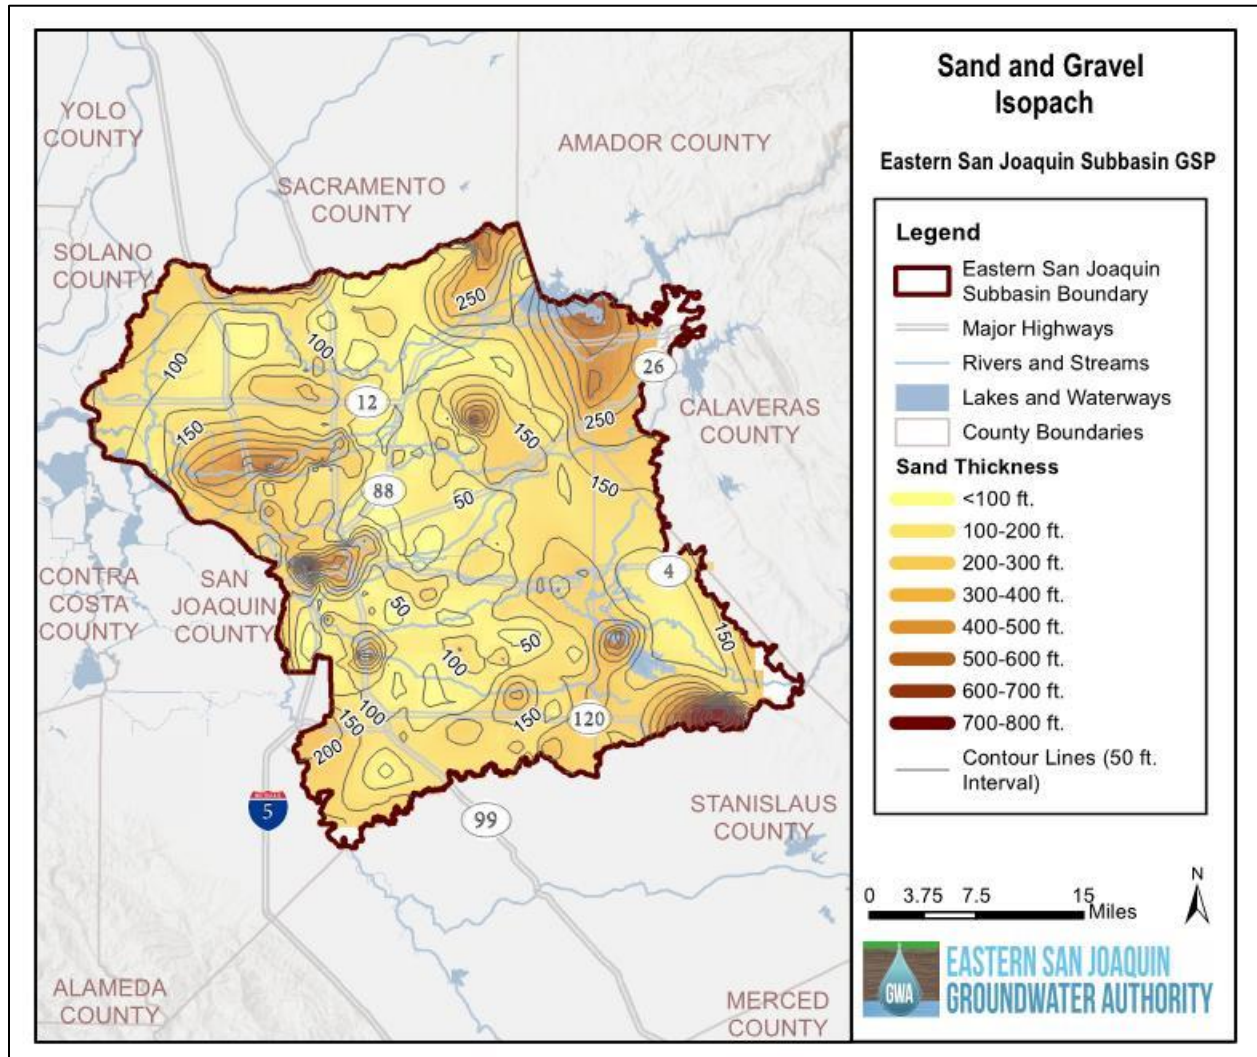 YOLO
COUNTY
AMADOR COUNTY
SACRAMENTO
COUNTY
SOLANO
COUNTY
250
100
100
26
12
CALAVERAS
COUNTY
250
150
150
88
50
150
4
CONTRA
COSTA
COUNTY
SAN
JOAQUIN
COUNTY
50
50
150
100
100
150
150
120
200
5
99
STANISLAUS
COUNTY
ALAMEDA
COUNTY
MERCED
COUNTY
Sand and Gravel
Isopach
Eastern San Joaquin Subbasin GSP
Legend
Eastern San Joaquin
Subbasin Boundary
Major Highways
Rivers and Streams
Lakes and Waterways
County Boundaries
Sand Thickness
<100 ft.
100-200 ft.
200-300 ft.
300-400 ft.
400-500 ft.
500-600 ft.
600-700 ft.
700-800 ft.
Contour Lines (50 ft.
Interval)
N
0 3.75 7.5 15
Miles
GWA
EASTERN SAN JOAQUIN
GROUNDWATER AUTHORITY